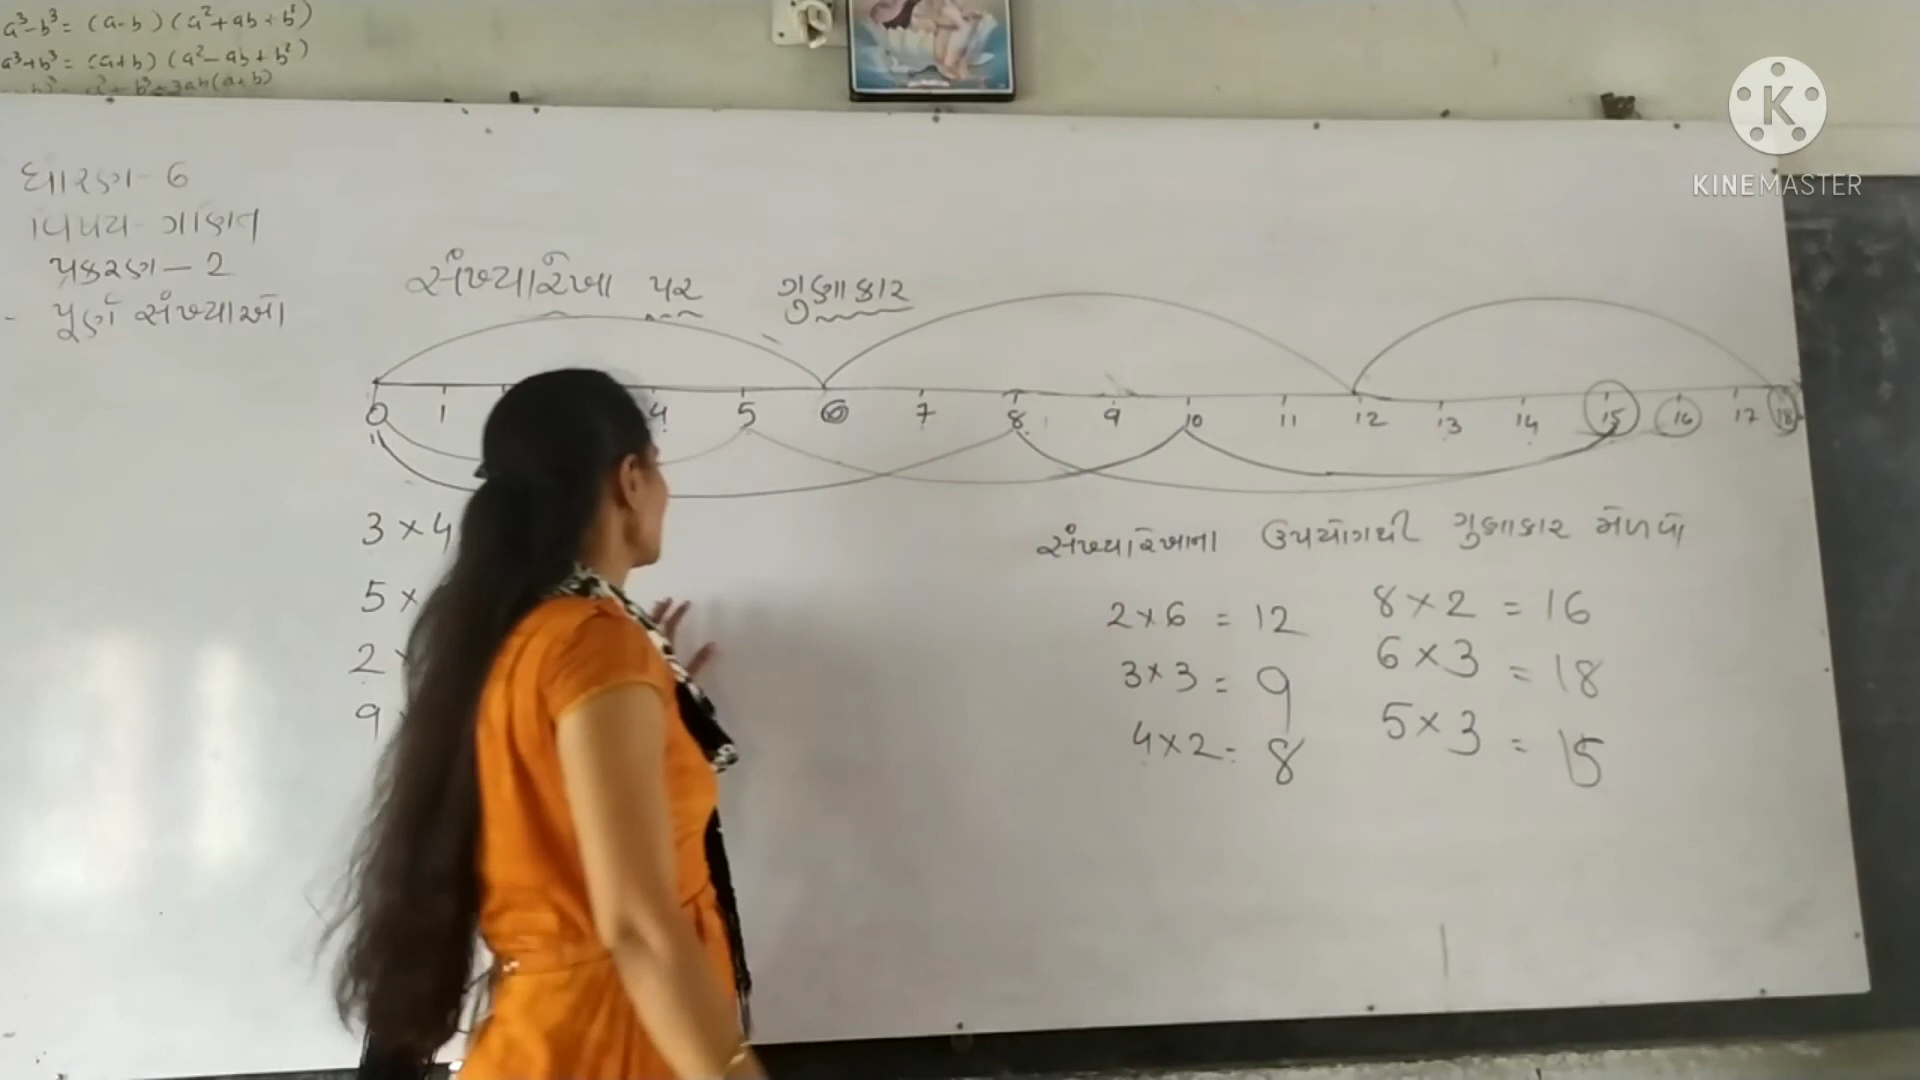 a³-b³ = (a-b) (a²+ab+b²)
a³+b³ = (a+b) (a²-ab+b²)
KINEMASTER
ધોરણ - 6
વિષય - ગણિત
પ્રકરણ - 2
- પૂર્ણ સંખ્યાઓ
સંખ્યારેખા પર ગુણાકાર
0 1 4 5 6 7 8 9 10 11 12 13 14 15 16 17 18
સંખ્યારેખાના ઉપયોગથી ગુણાકાર મેળવો
3 × 4
5 ×
2 ×
9
2 × 6 = 12
3 × 3 = 9
4 × 2 = 8
8 × 2 = 16
6 × 3 = 18
5 × 3 = 15